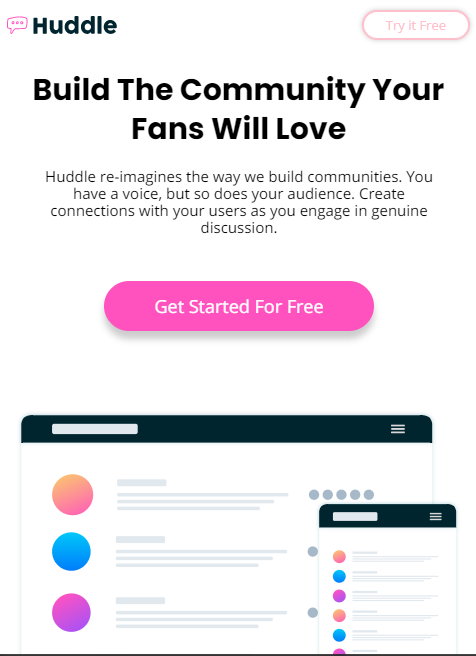 Huddle
Try it Free
Build The Community Your
Fans Will Love
Huddle re-imagines the way we build communities. You
have a voice, but so does your audience. Create
connections with your users as you engage in genuine
discussion.
Get Started For Free